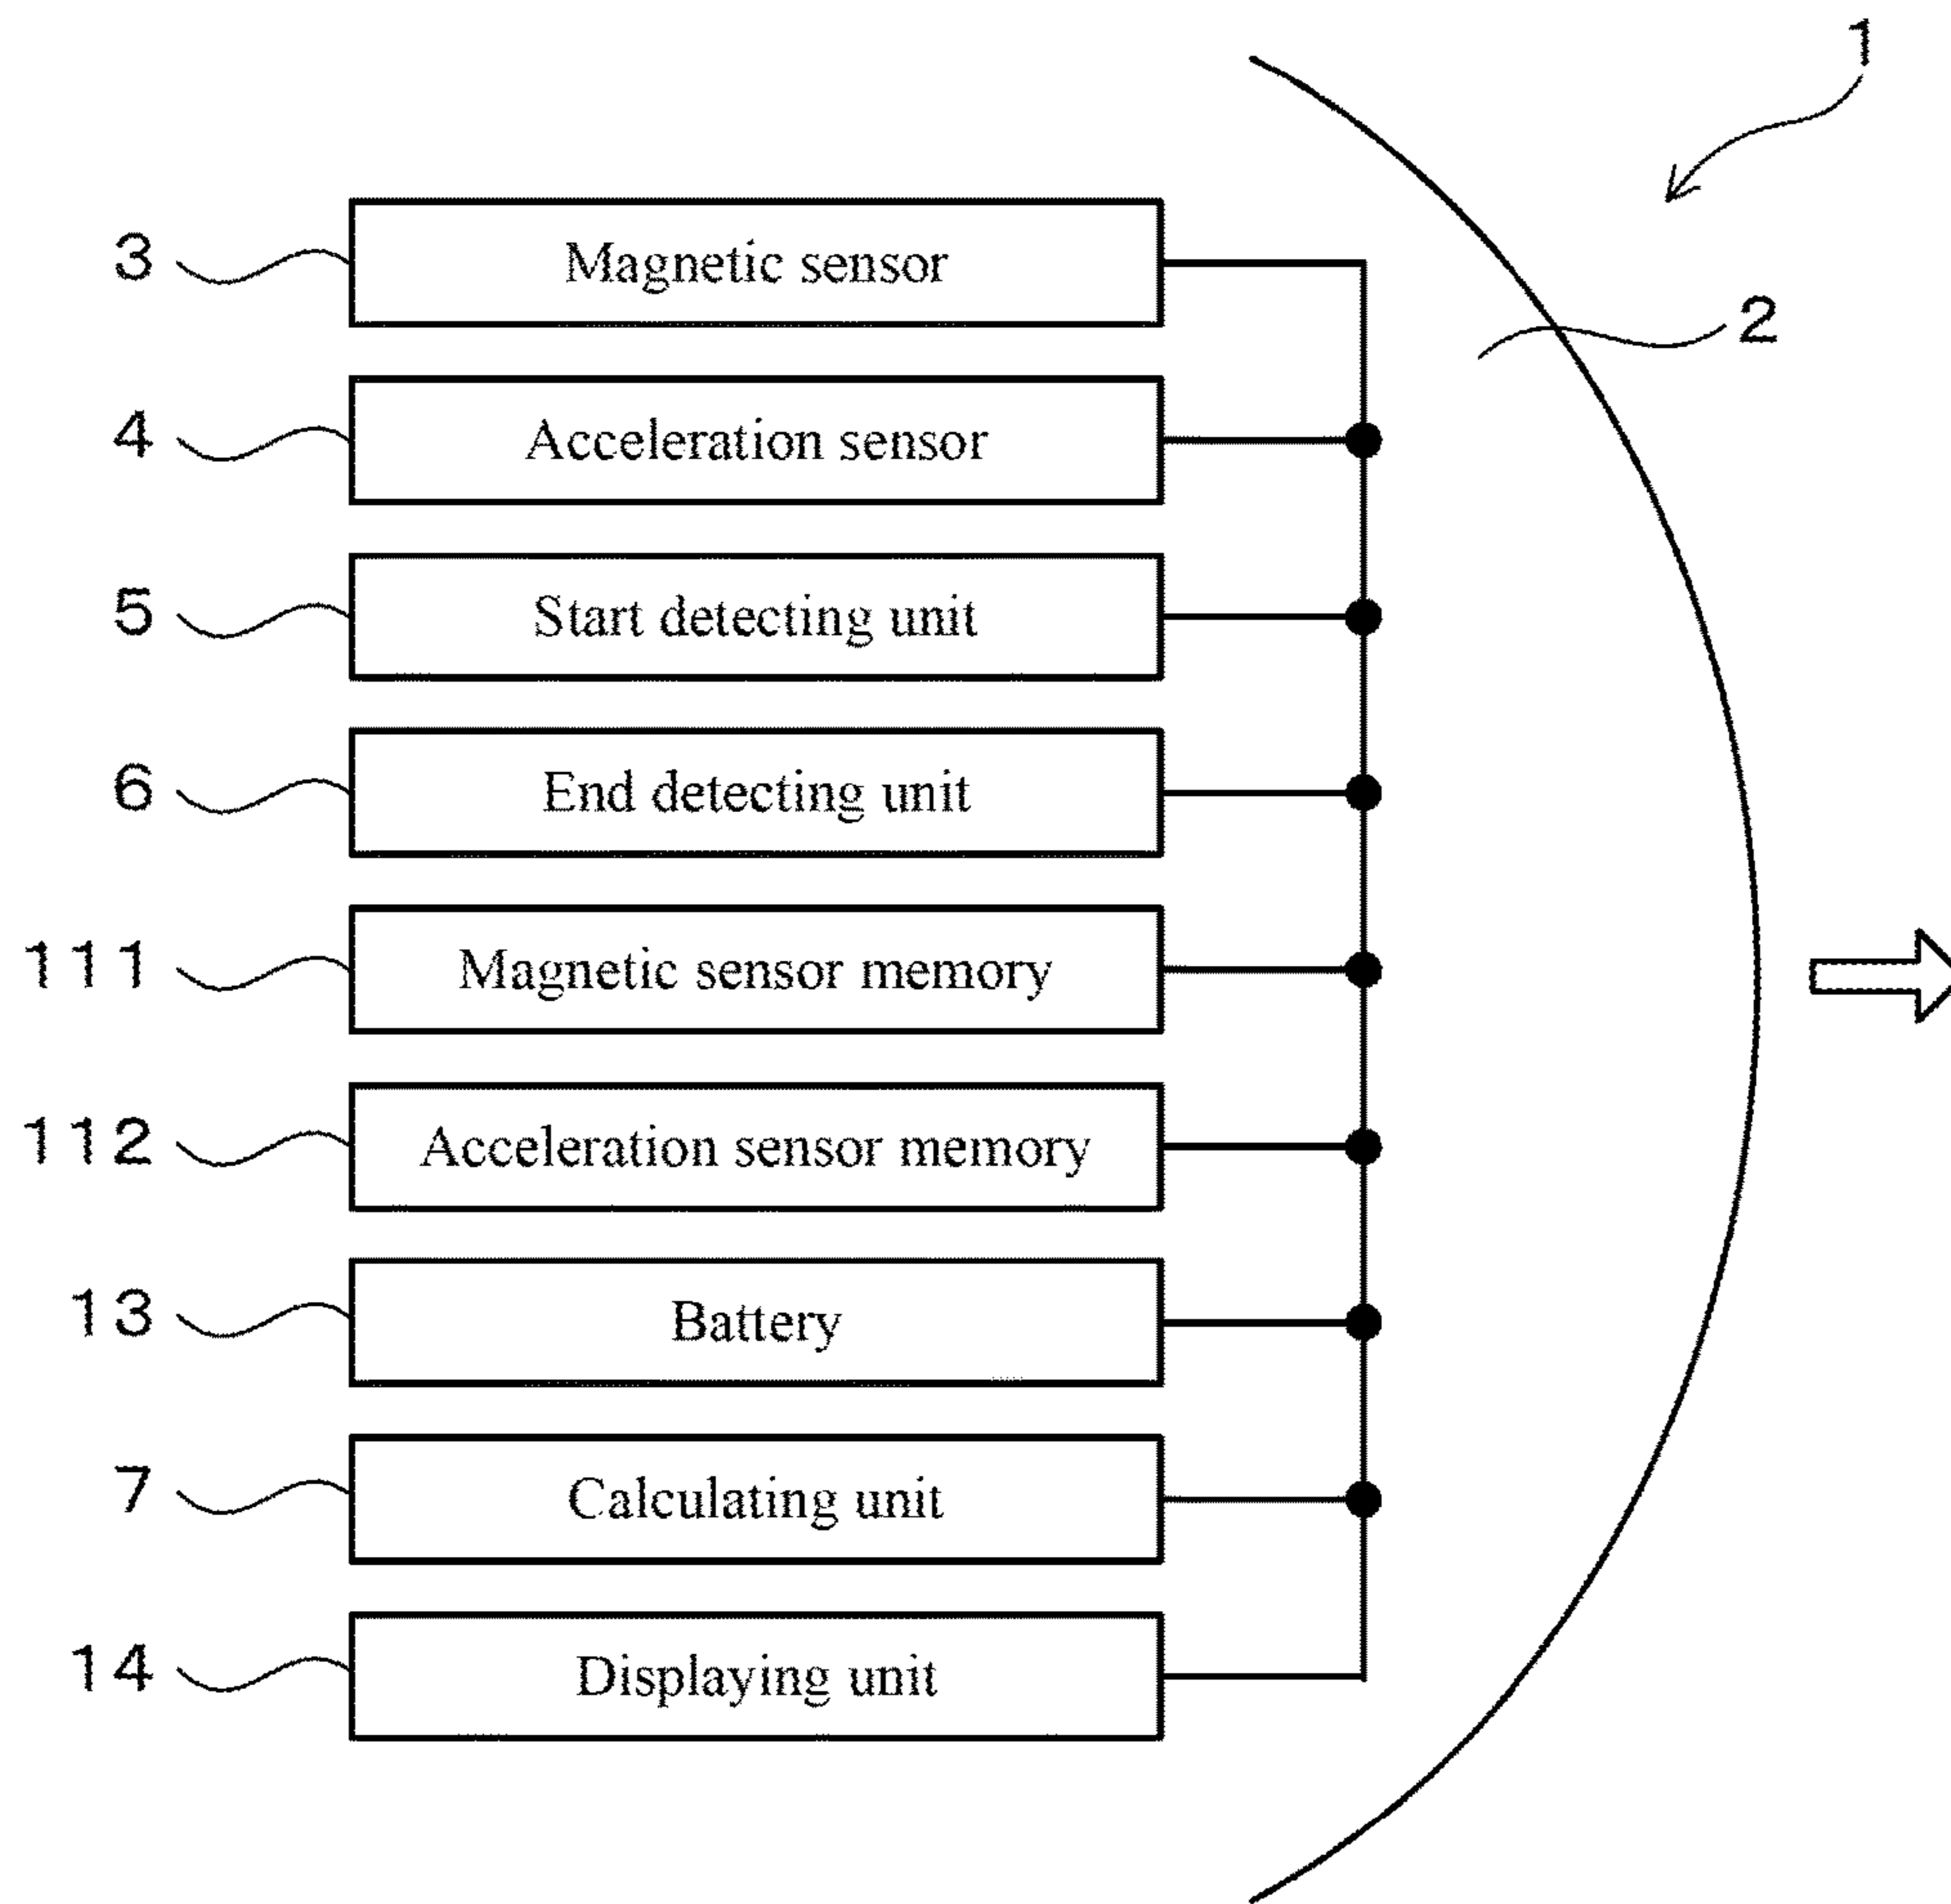 1
3 Magnetic sensor
2
4 Acceleration sensor
5 Start detecting unit
6 End detecting unit
111 Magnetic sensor memory
112 Acceleration sensor memory
13 Battery
7 Calculating unit
14 Displaying unit